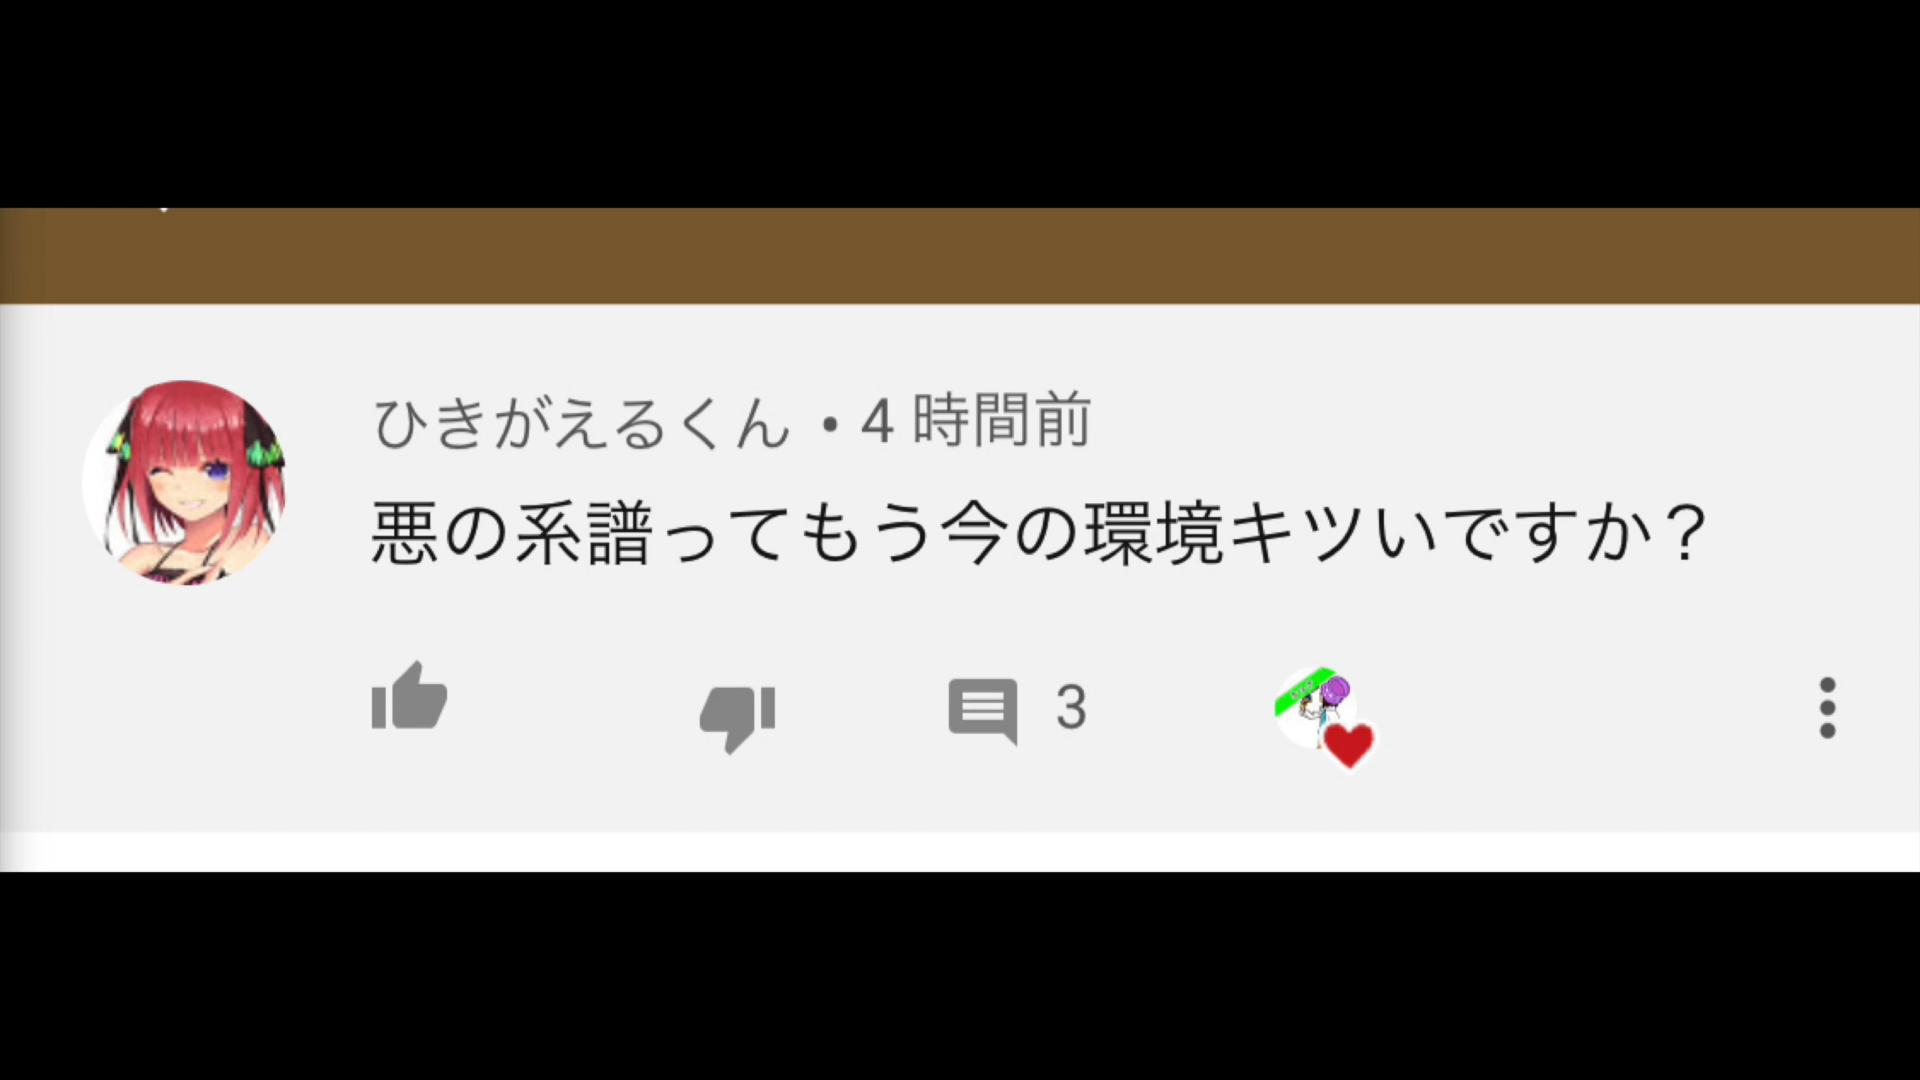 ひきがえるくん・4 時間前
悪の系譜ってもう今の環境キツいですか？
3